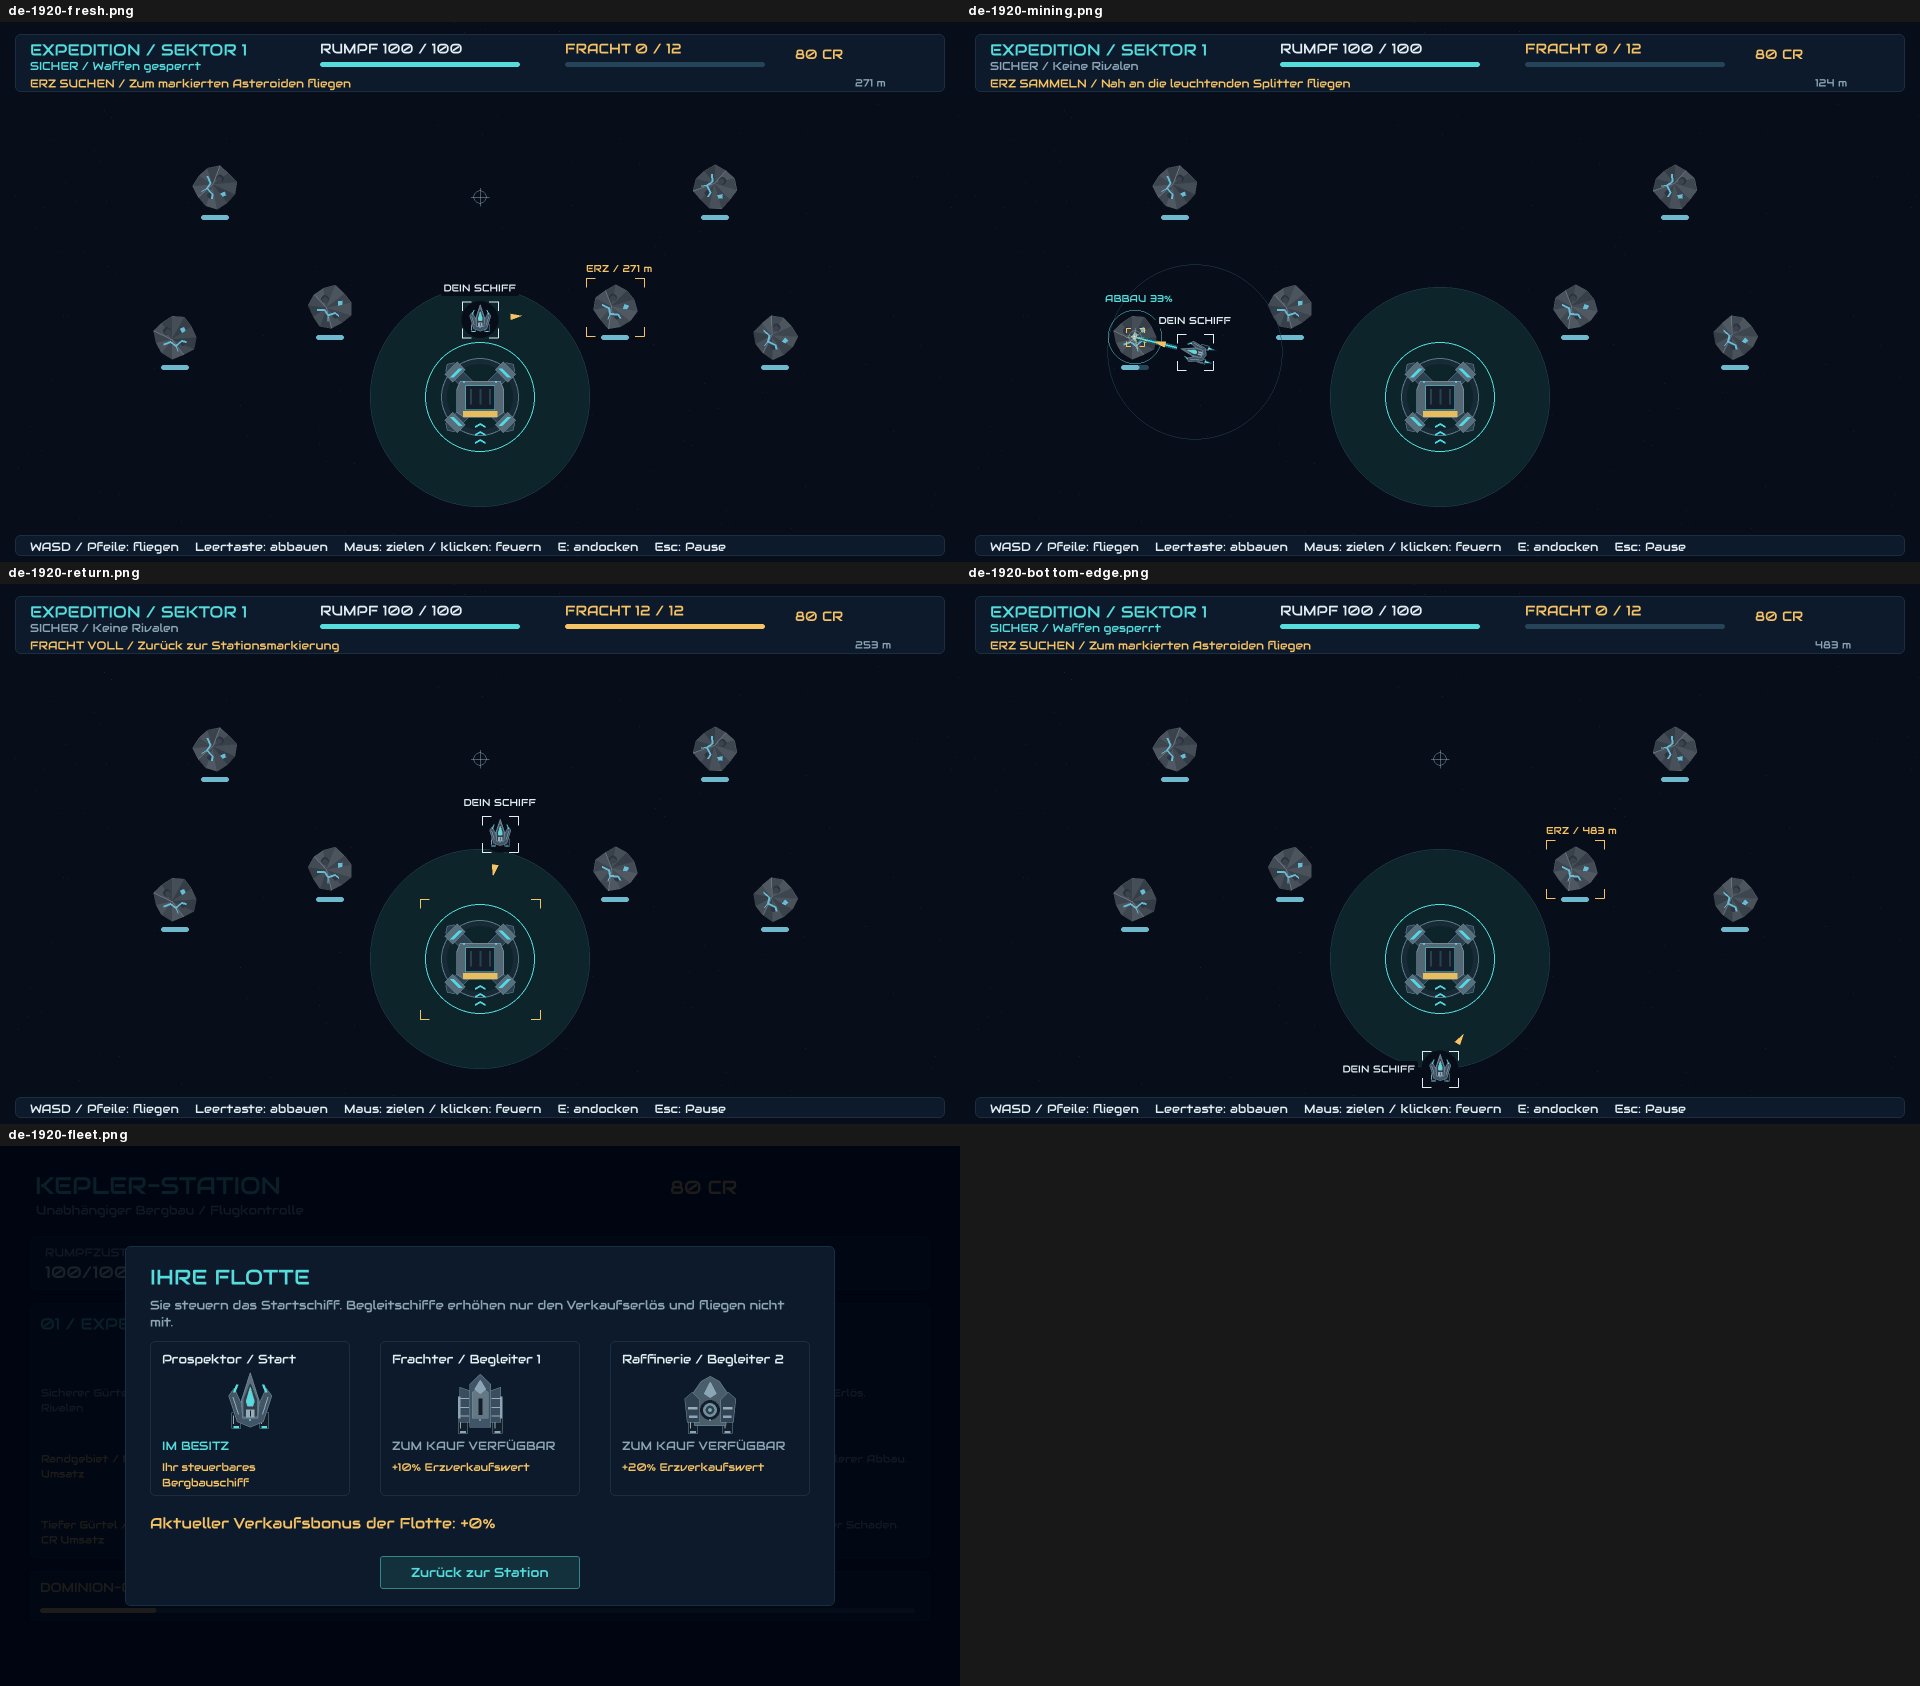 de-1920-fresh.png
EXPEDITION / SEKTOR 1
RUMPF 100 / 100
FRACHT 0 / 12
80 CR
SICHER / Waffen gesperrt
ERZ SUCHEN / Zum markierten Asteroiden fliegen
271 m
ERZ / 271 m
DEIN SCHIFF
WASD / Pfeile: fliegen Leertaste: abbauen Maus: zielen / klicken: feuern E: andocken Esc: Pause
de-1920-mining.png
EXPEDITION / SEKTOR 1
RUMPF 100 / 100
FRACHT 0 / 12
80 CR
SICHER / Keine Rivalen
ERZ SAMMELN / Nah an die leuchtenden Splitter fliegen
124 m
ABBAU 33%
DEIN SCHIFF
WASD / Pfeile: fliegen Leertaste: abbauen Maus: zielen / klicken: feuern E: andocken Esc: Pause
de-1920-return.png
EXPEDITION / SEKTOR 1
RUMPF 100 / 100
FRACHT 12 / 12
80 CR
SICHER / Keine Rivalen
FRACHT VOLL / Zurück zur Stationsmarkierung
253 m
DEIN SCHIFF
WASD / Pfeile: fliegen Leertaste: abbauen Maus: zielen / klicken: feuern E: andocken Esc: Pause
de-1920-bottom-edge.png
EXPEDITION / SEKTOR 1
RUMPF 100 / 100
FRACHT 0 / 12
80 CR
SICHER / Waffen gesperrt
ERZ SUCHEN / Zum markierten Asteroiden fliegen
483 m
ERZ / 483 m
DEIN SCHIFF
WASD / Pfeile: fliegen Leertaste: abbauen Maus: zielen / klicken: feuern E: andocken Esc: Pause
de-1920-fleet.png
KEPLER-STATION
80 CR
Unabhängiger Bergbau / Flugkontrolle
100/100
IHRE FLOTTE
Sie steuern das Startschiff. Begleitschiffe erhöhen nur den Verkaufserlös und fliegen nicht
mit.
Prospektor / Start
IM BESITZ
Ihr steuerbares
Bergbauschiff
Frachter / Begleiter 1
ZUM KAUF VERFÜGBAR
+10% Erzverkaufswert
Raffinerie / Begleiter 2
ZUM KAUF VERFÜGBAR
+20% Erzverkaufswert
Aktueller Verkaufsbonus der Flotte: +0%
Zurück zur Station
Rivalen
Randgebiet /
Umsatz
CR Umsatz